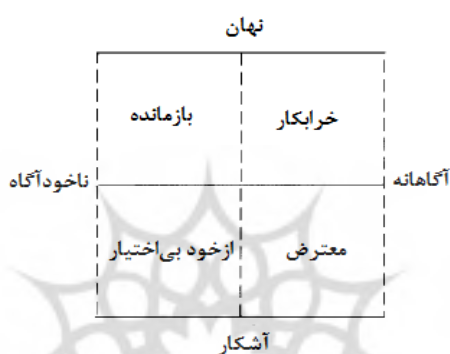 نهان
خرابکار
بازمانده
آگاهانه
ناخودآگاه
معترض
ازخود بی‌اختیار
آشکار